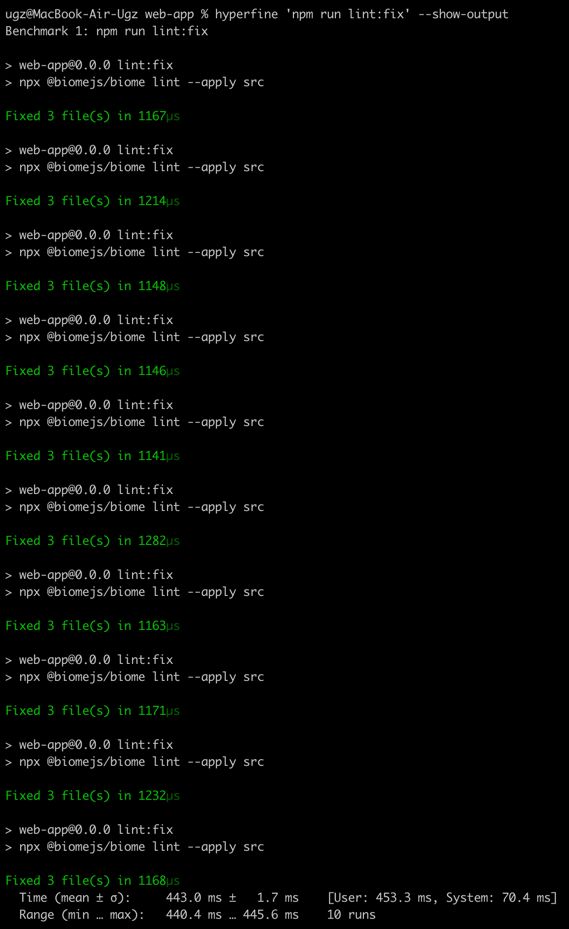 ugz@MacBook-Air-Ugz web-app % hyperfine 'npm run lint:fix' --show-output
Benchmark 1: npm run lint:fix
> web-app@0.0.0 lint:fix
> npx @biomejs/biome lint --apply src
Fixed 3 file(s) in 1167µs
> web-app@0.0.0 lint:fix
> npx @biomejs/biome lint --apply src
Fixed 3 file(s) in 1214µs
> web-app@0.0.0 lint:fix
> npx @biomejs/biome lint --apply src
Fixed 3 file(s) in 1148µs
> web-app@0.0.0 lint:fix
> npx @biomejs/biome lint --apply src
Fixed 3 file(s) in 1146µs
> web-app@0.0.0 lint:fix
> npx @biomejs/biome lint --apply src
Fixed 3 file(s) in 1141µs
> web-app@0.0.0 lint:fix
> npx @biomejs/biome lint --apply src
Fixed 3 file(s) in 1282µs
> web-app@0.0.0 lint:fix
> npx @biomejs/biome lint --apply src
Fixed 3 file(s) in 1163µs
> web-app@0.0.0 lint:fix
> npx @biomejs/biome lint --apply src
Fixed 3 file(s) in 1171µs
> web-app@0.0.0 lint:fix
> npx @biomejs/biome lint --apply src
Fixed 3 file(s) in 1232µs
> web-app@0.0.0 lint:fix
> npx @biomejs/biome lint --apply src
Fixed 3 file(s) in 1168µs
Time (mean ± σ): 443.0 ms ± 1.7 ms [User: 453.3 ms, System: 70.4 ms]
Range (min … max): 440.4 ms … 445.6 ms 10 runs